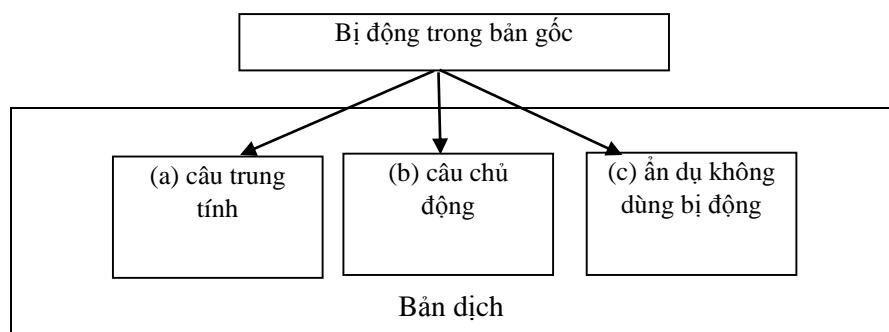 Bị động trong bản gốc
(a) câu trung
tính
(b) câu chủ
động
(c) ẩn dụ không
dùng bị động
Bản dịch